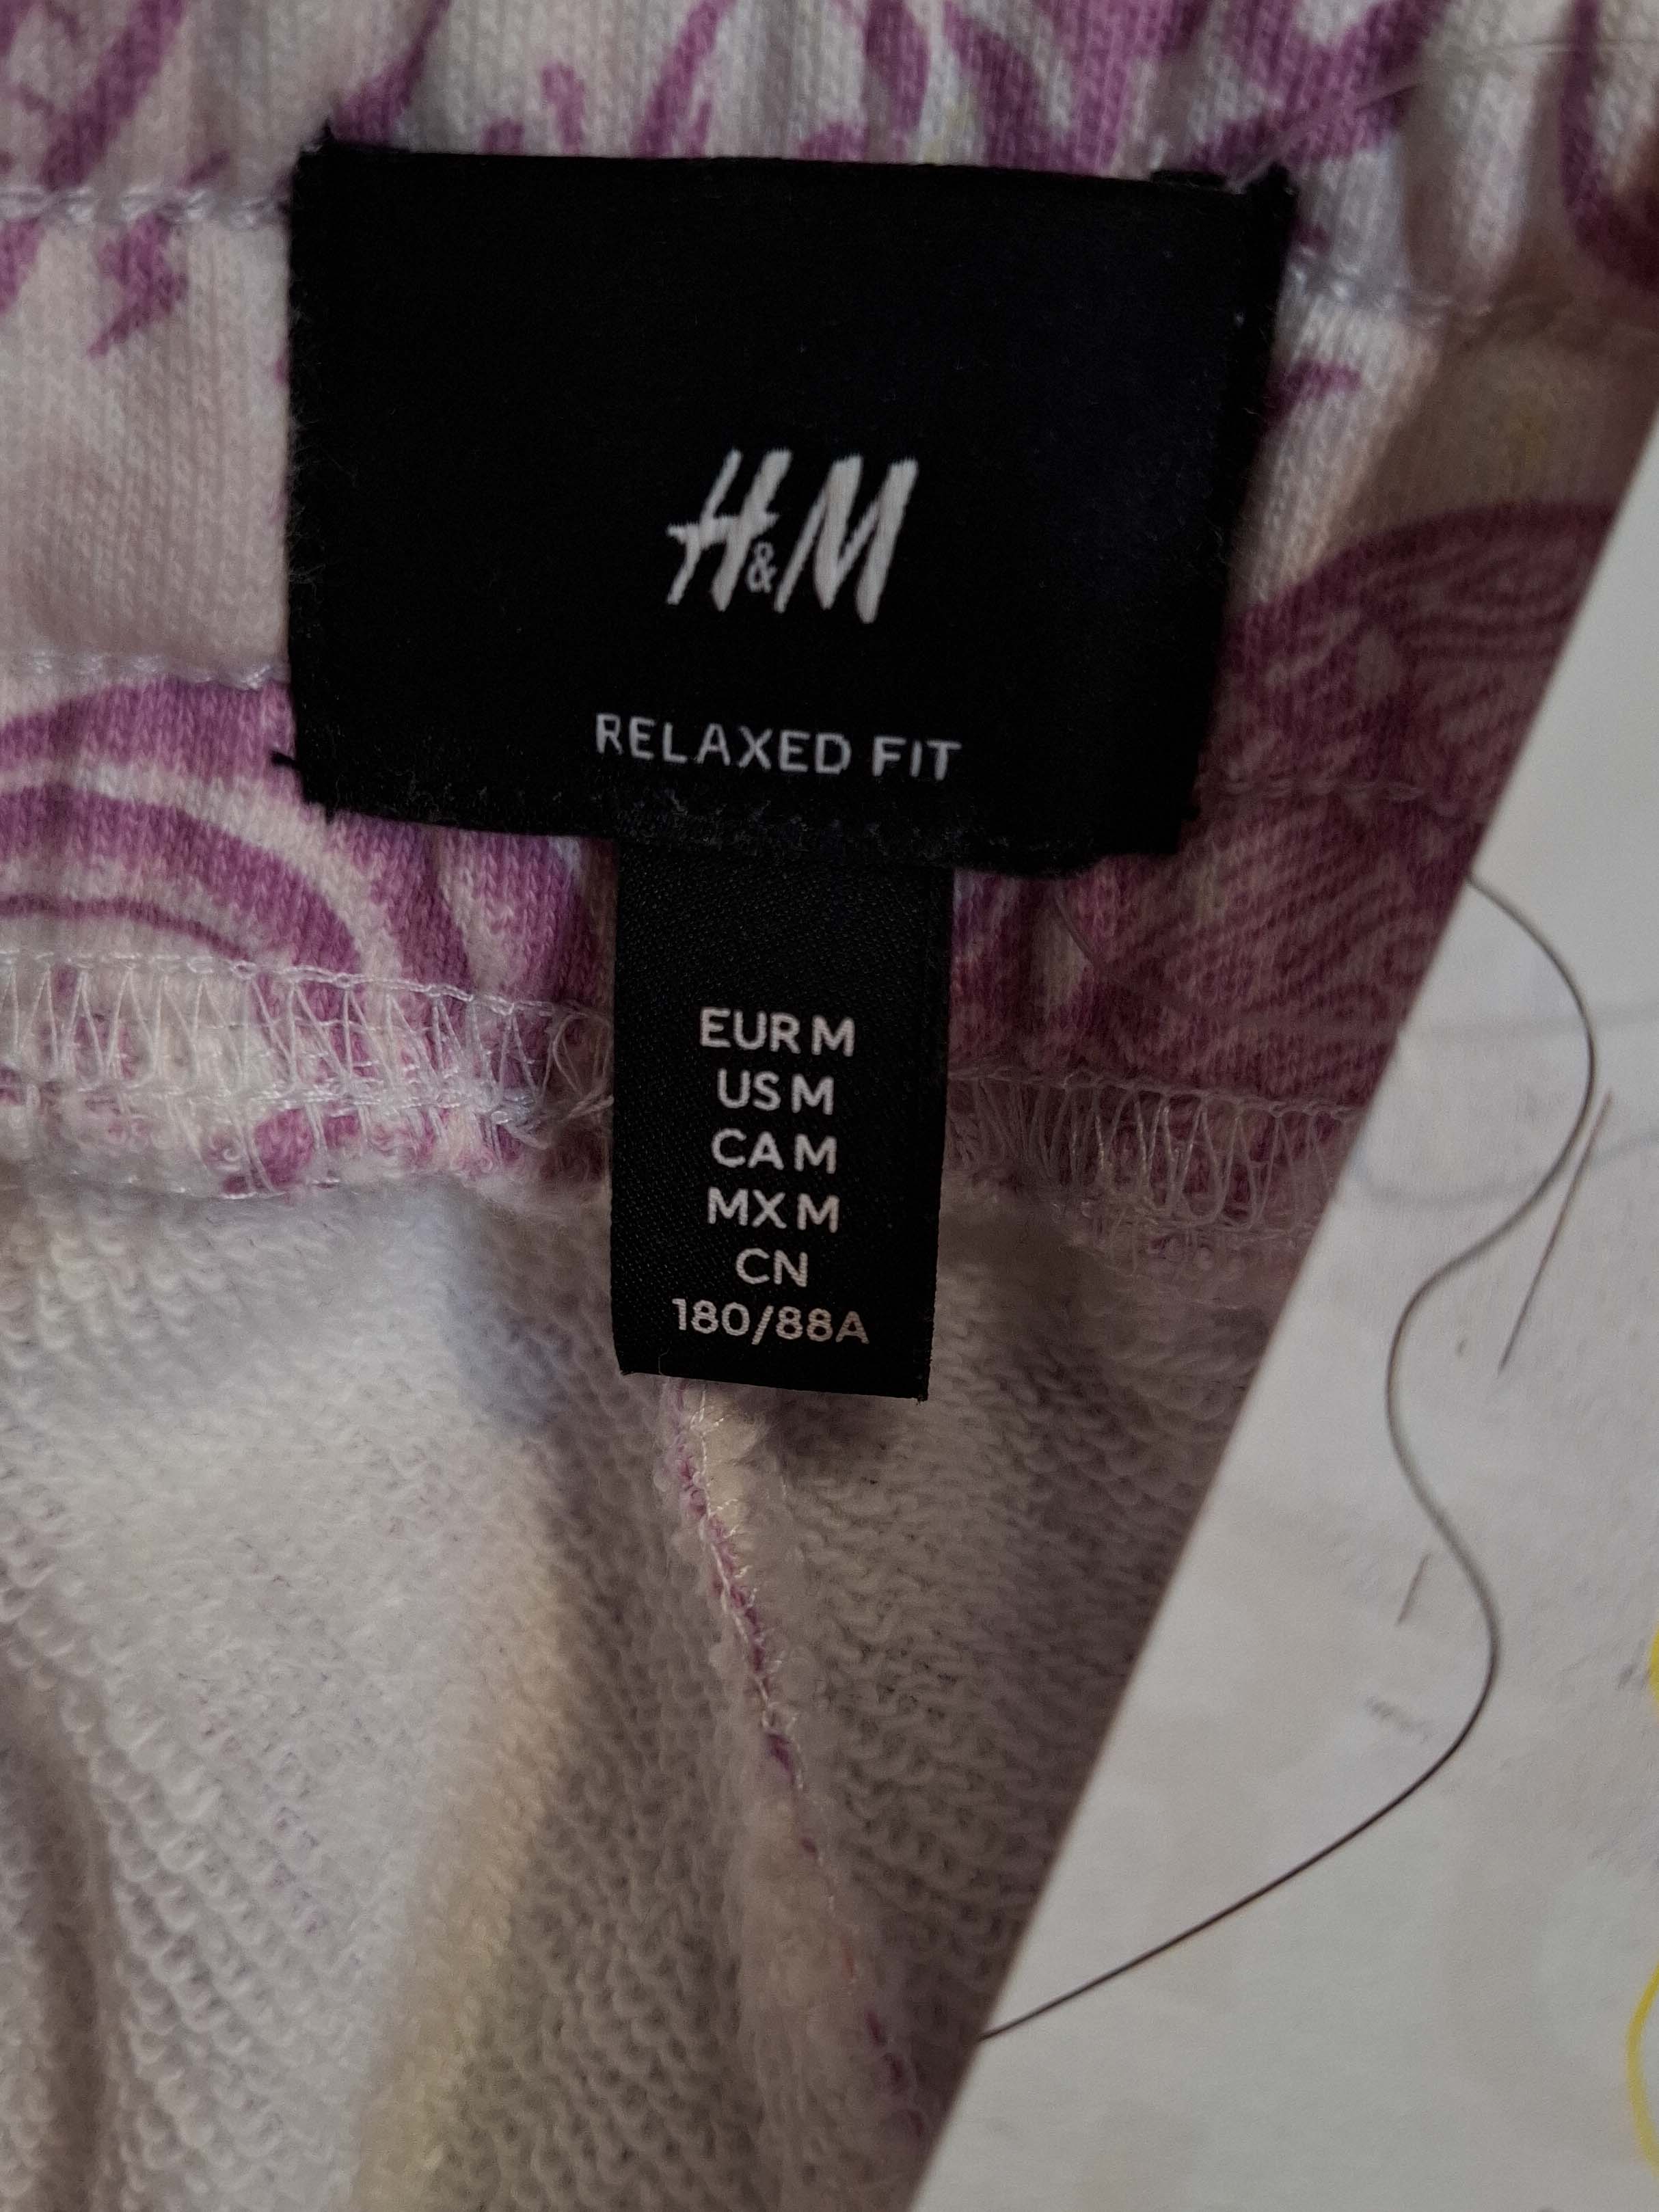 H&M
RELAXED FIT
EUR M
US M
CA M
MX M
CN
180/88A